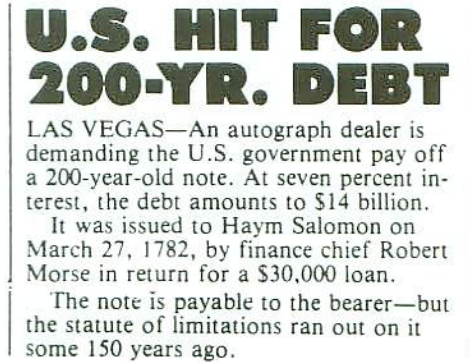 U.S. HIT FOR
200-YR. DEBT
LAS VEGAS—An autograph dealer is
demanding the U.S. government pay off
a 200-year-old note. At seven percent in-
terest, the debt amounts to $14 billion.
It was issued to Haym Salomon on
March 27, 1782, by finance chief Robert
Morse in return for a $30,000 loan.
The note is payable to the bearer—but
the statute of limitations ran out on it
some 150 years ago.